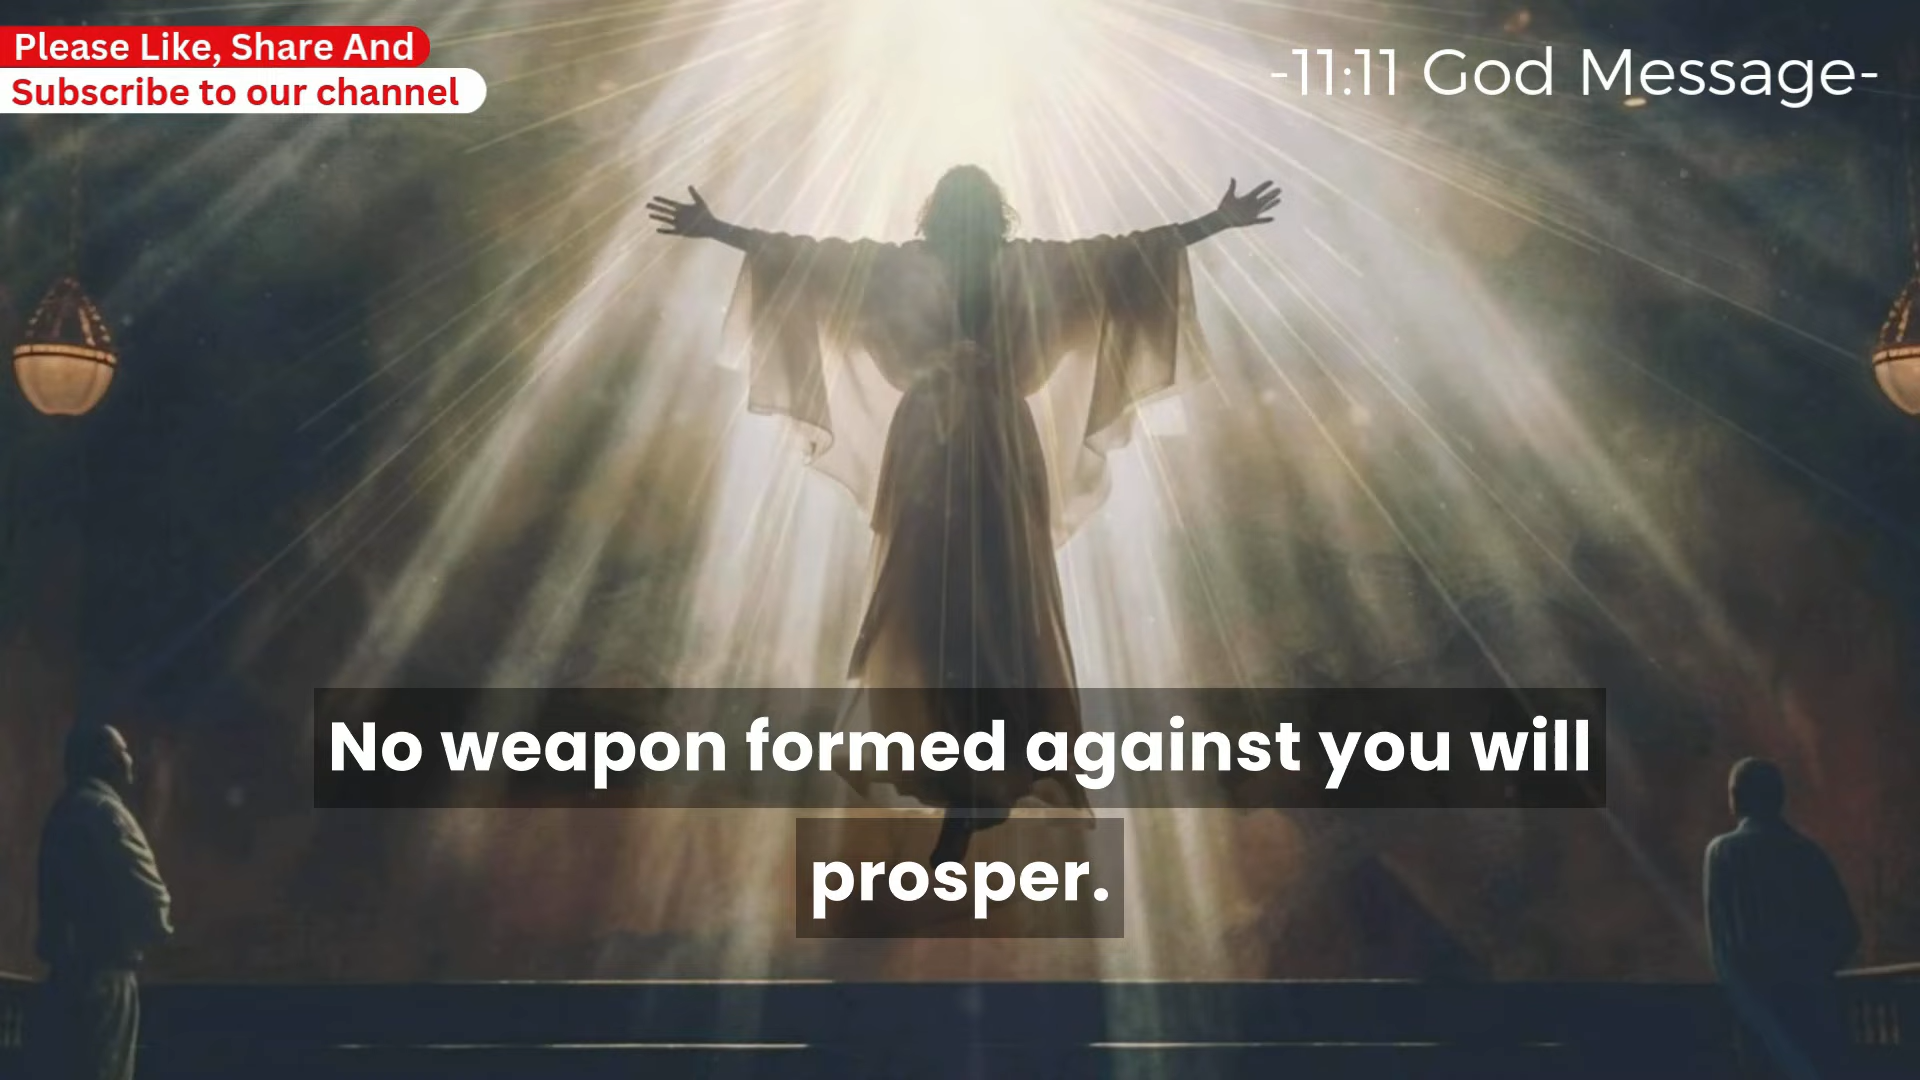 Please Like, Share And
Subscribe to our channel
-11:11 God Message-
No weapon formed against you will
prosper.